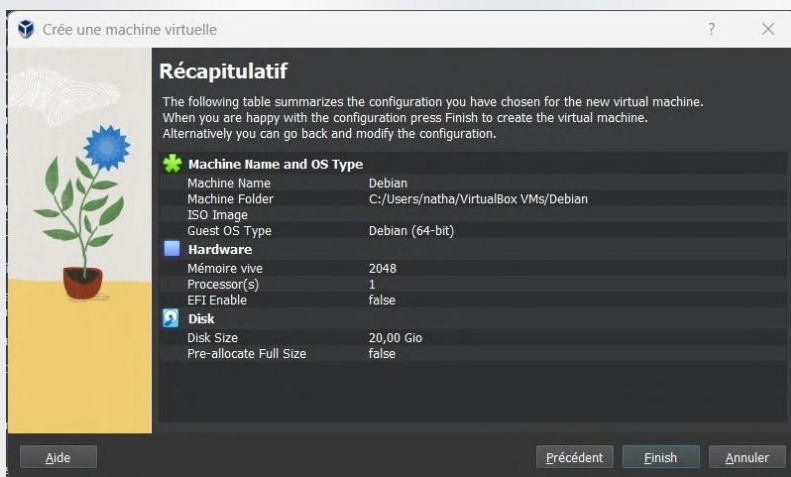 Crée une machine virtuelle
?
Récapitulatif
The following table summarizes the configuration you have chosen for the new virtual machine.
When you are happy with the configuration press Finish to create the virtual machine.
Alternatively you can go back and modify the configuration.
Machine Name and OS Type
Machine Name Debian
Machine Folder C:/Users/natha/VirtualBox VMs/Debian
ISO Image
Guest OS Type Debian (64-bit)
Hardware
Mémoire vive 2048
Processor(s) 1
EFI Enable false
Disk
Disk Size 20,00 Gio
Pre-allocate Full Size false
Aide Précédent Finish Annuler